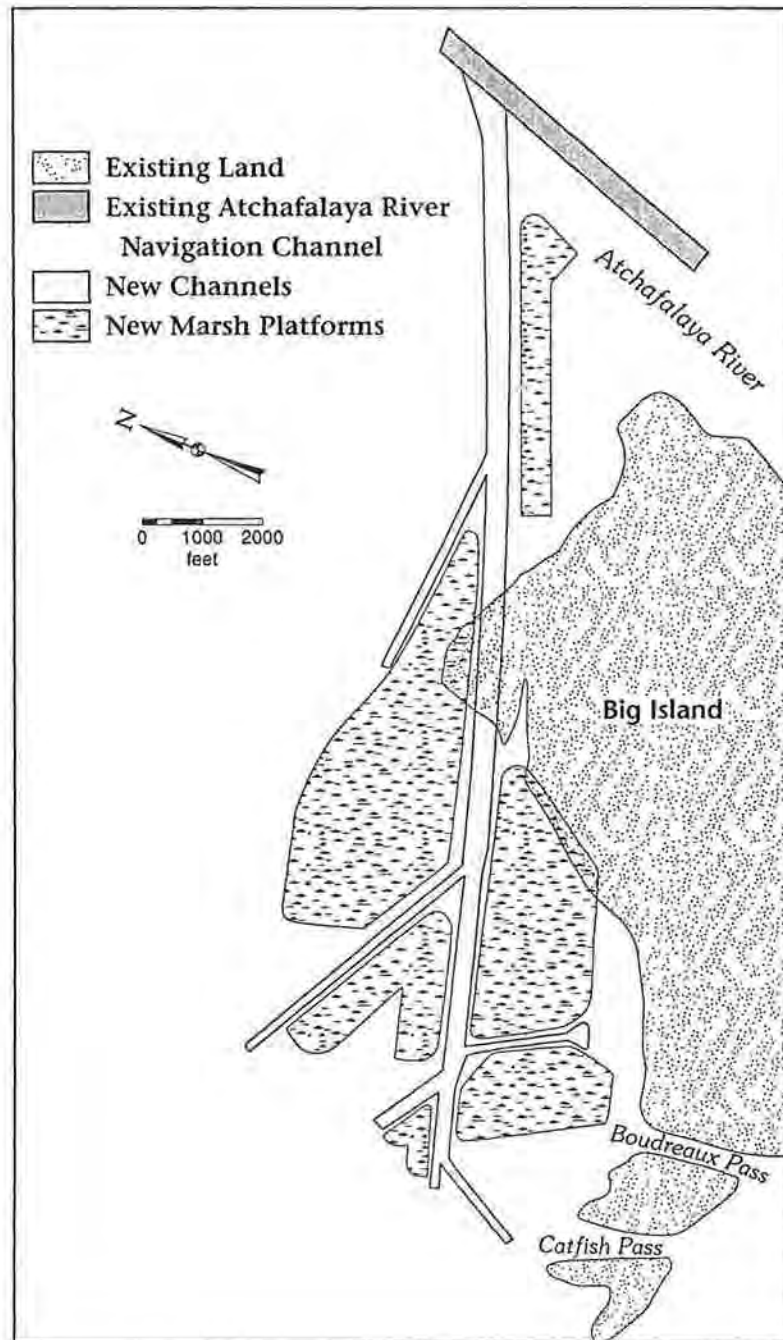 Existing Land
Existing Atchafalaya River
Navigation Channel
New Channels
New Marsh Platforms
Atchafalaya River
N
0 1000 2000
feet
Big Island
Boudreaux Pass
Catfish Pass